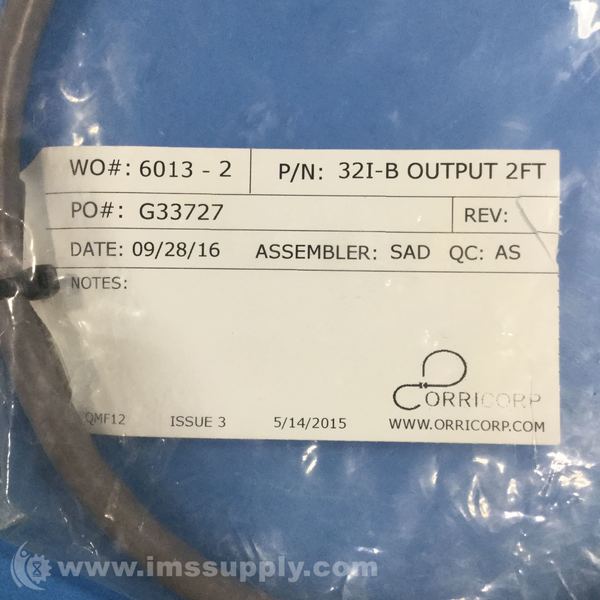 WO#: 6013 - 2 P/N: 32I-B OUTPUT 2FT
PO#: G33727 REV:
DATE: 09/28/16 ASSEMBLER: SAD QC: AS
NOTES:
ORRICORP
QMF12 ISSUE 3 5/14/2015 WWW.ORRICORP.COM
www.imssupply.com